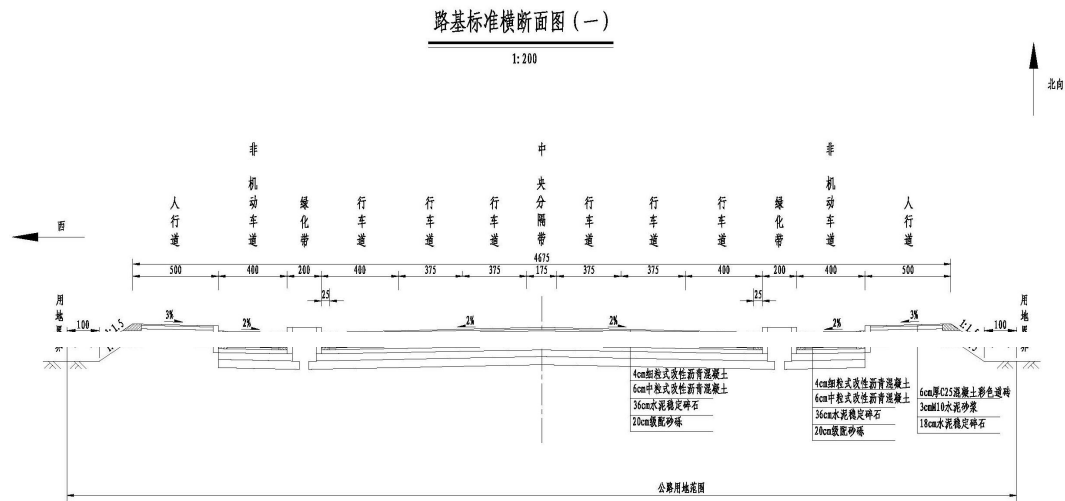 路基标准横断面图(一)
1:200
北向
西
人行道
非机动车道
绿化带
行车道
行车道
行车道
中央分隔带
行车道
行车道
行车道
绿化带
非机动车道
人行道
4675
500 400 200 400 375 375 175 375 375 400 200 400 500
25 25
用地界
用地界
100 1:1.5 3% 2% 2% 2% 2% 3% 1:1.5 100
4cm细粒式改性沥青混凝土
6cm中粒式改性沥青混凝土
36cm水泥稳定碎石
20cm级配砂砾
4cm细粒式改性沥青混凝土
6cm中粒式改性沥青混凝土
36cm水泥稳定碎石
20cm级配砂砾
6cm厚C25混凝土彩色道砖
3cmM10水泥砂浆
18cm水泥稳定碎石
公路用地范围